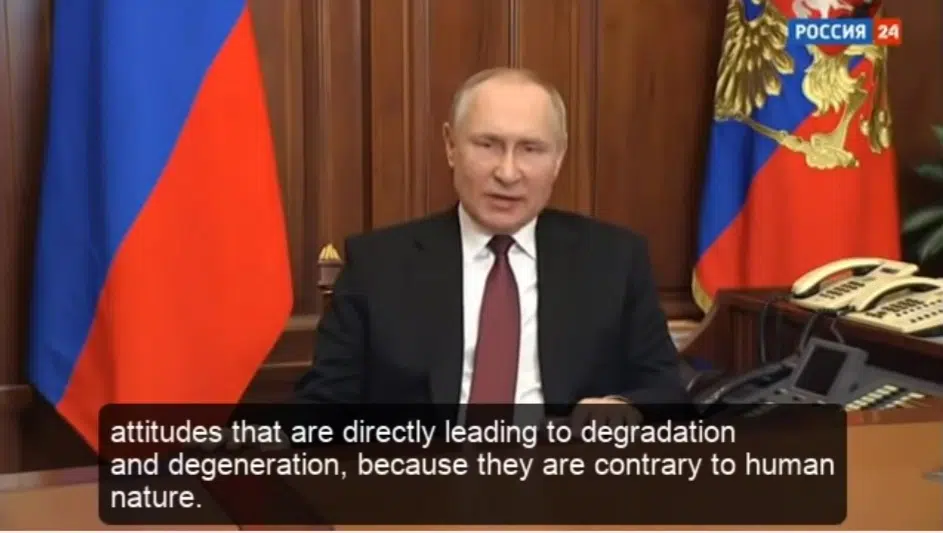 РОССИЯ 24
attitudes that are directly leading to degradation
and degeneration, because they are contrary to human
nature.